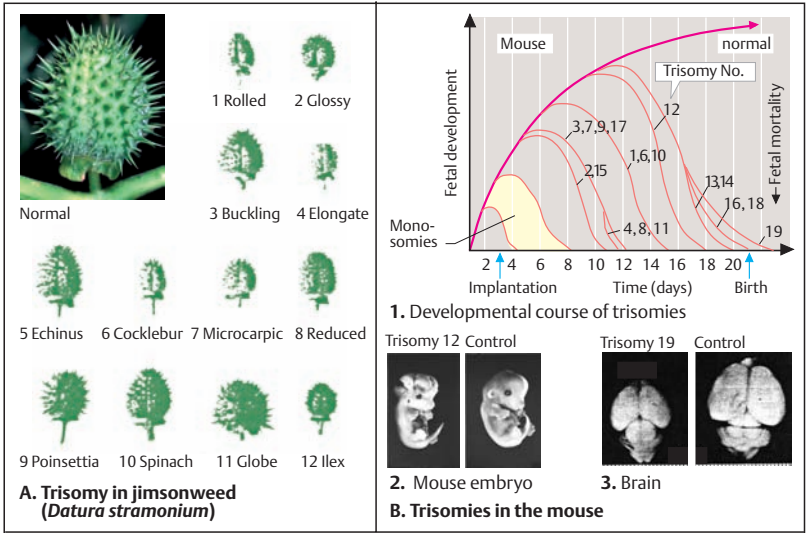 Normal
1 Rolled
2 Glossy
3 Buckling
4 Elongate
5 Echinus
6 Cocklebur
7 Microcarpic
8 Reduced
9 Poinsettia
10 Spinach
11 Globe
12 Ilex
A. Trisomy in jimsonweed
(Datura stramonium)
Mouse
normal
Trisomy No.
12
3, 7, 9, 17
1,6,10
2,15
13,14
16, 18
4, 8, 11
19
Fetal development
Fetal mortality
Mono-
somies
2 4 6 8 10 12 14 16 18 20
Implantation
Time (days)
Birth
1. Developmental course of trisomies
Trisomy 12
Control
2. Mouse embryo
Trisomy 19
Control
3. Brain
B. Trisomies in the mouse